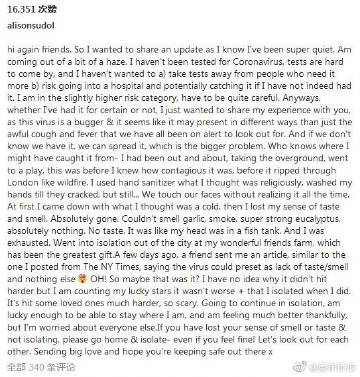 16,351 次赞
alisonsudol
hi again friends. So I wanted to share an update as I know I've been super quiet. Am
coming out of a bit of a haze. I haven't been tested for Coronavirus, tests are hard
to come by, and I haven't wanted to a) take tests away from people who need it
more b) risk going into a hospital and potentially catching it if I have not indeed had
it. I am in the slightly higher risk category, have to be quite careful. Anyways,
whether I've had it for certain or not, I just wanted to share my experience with you,
as this virus is a bugger & it seems like it may present in different ways than just the
awful cough and fever that we have all been on alert to look out for. And if we don't
know we have it, we can spread it, which is the bigger problem. Who knows where I
might have caught it from- I had been out and about, taking the overground, went
to a play, this was before I knew how contagious it was, before it ripped through
London like wildfire. I used hand sanitizer what I thought was religiously, washed my
hands till they cracked, but still... We touch our faces without realizing it all the time.
At first I came down with what I thought was a cold, then I lost my sense of taste
and smell. Absolutely gone. Couldn't smell garlic, smoke, super strong eucalyptus,
absolutely nothing. No taste. It was like my head was in a fish tank. And I was
exhausted. Went into isolation out of the city at my wonderful friends farm, which
has been the greatest gift.A few days ago, a friend sent me an article, similar to the
one I posted from The NY Times, saying the virus could preset as lack of taste/smell
and nothing else OH! So maybe that was it? I have no idea why it didn't hit
harder but I am counting my lucky stars it wasn't worse + that I isolated when I did.
It's hit some loved ones much harder, so scary. Going to continue in isolation, am
lucky enough to be able to stay where I am, and am feeling much better thankfully,
but I'm worried about everyone else.If you have lost your sense of smell or taste &
not isolating, please go home & isolate- even if you feel fine! Let's look out for each
other. Sending big love and hope you're keeping safe out there x
全部 340 条评论